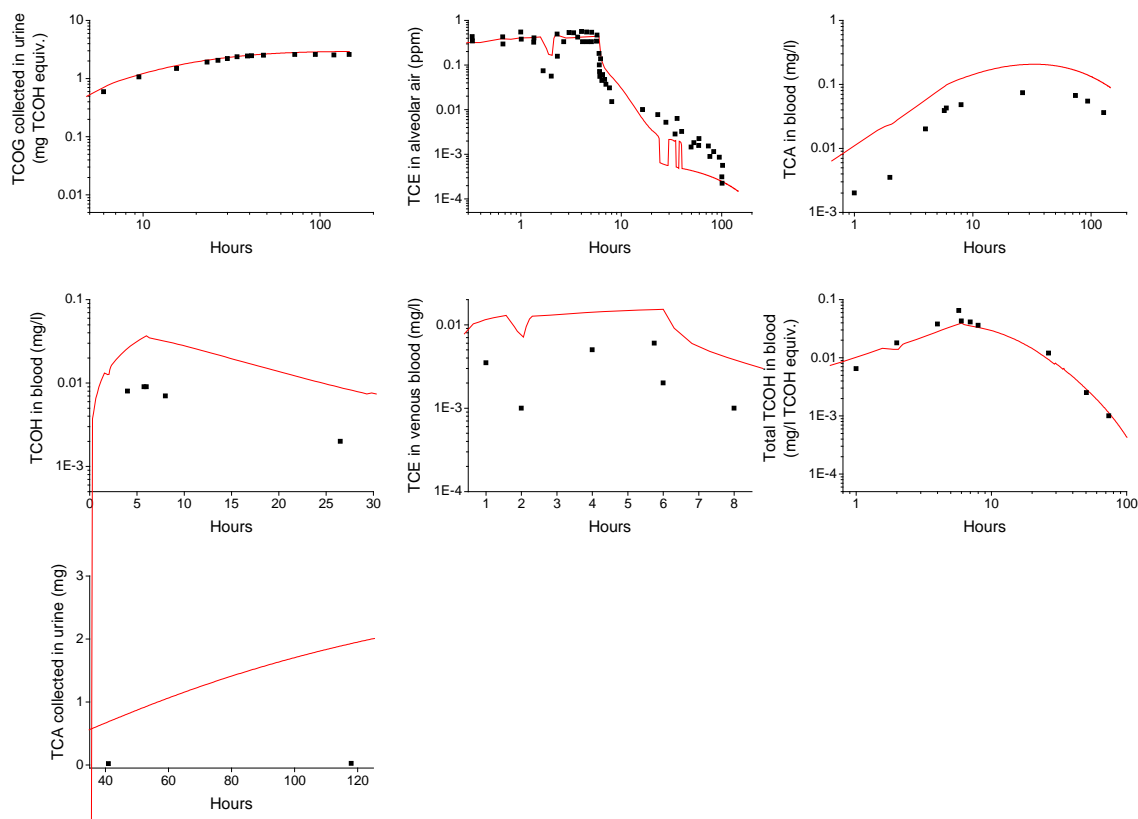 TCOG collected in urine
(mg TCOH equiv.)
10
1
0.1
0.01
10
100
Hours
TCE in alveolar air (ppm)
1
0.1
0.01
1E-3
1E-4
1
10
100
Hours
TCA in blood (mg/l)
1
0.1
0.01
1E-3
1
10
100
Hours
TCOH in blood (mg/l)
0.1
0.01
1E-3
0
5
10
15
20
25
30
Hours
TCE in venous blood (mg/l)
0.01
1E-3
1E-4
1
2
3
4
5
6
7
8
Hours
Total TCOH in blood
(mg/l TCOH equiv.)
0.1
0.01
1E-3
1E-4
1
10
100
Hours
TCA collected in urine (mg)
3
2
1
0
40
60
80
100
120
Hours